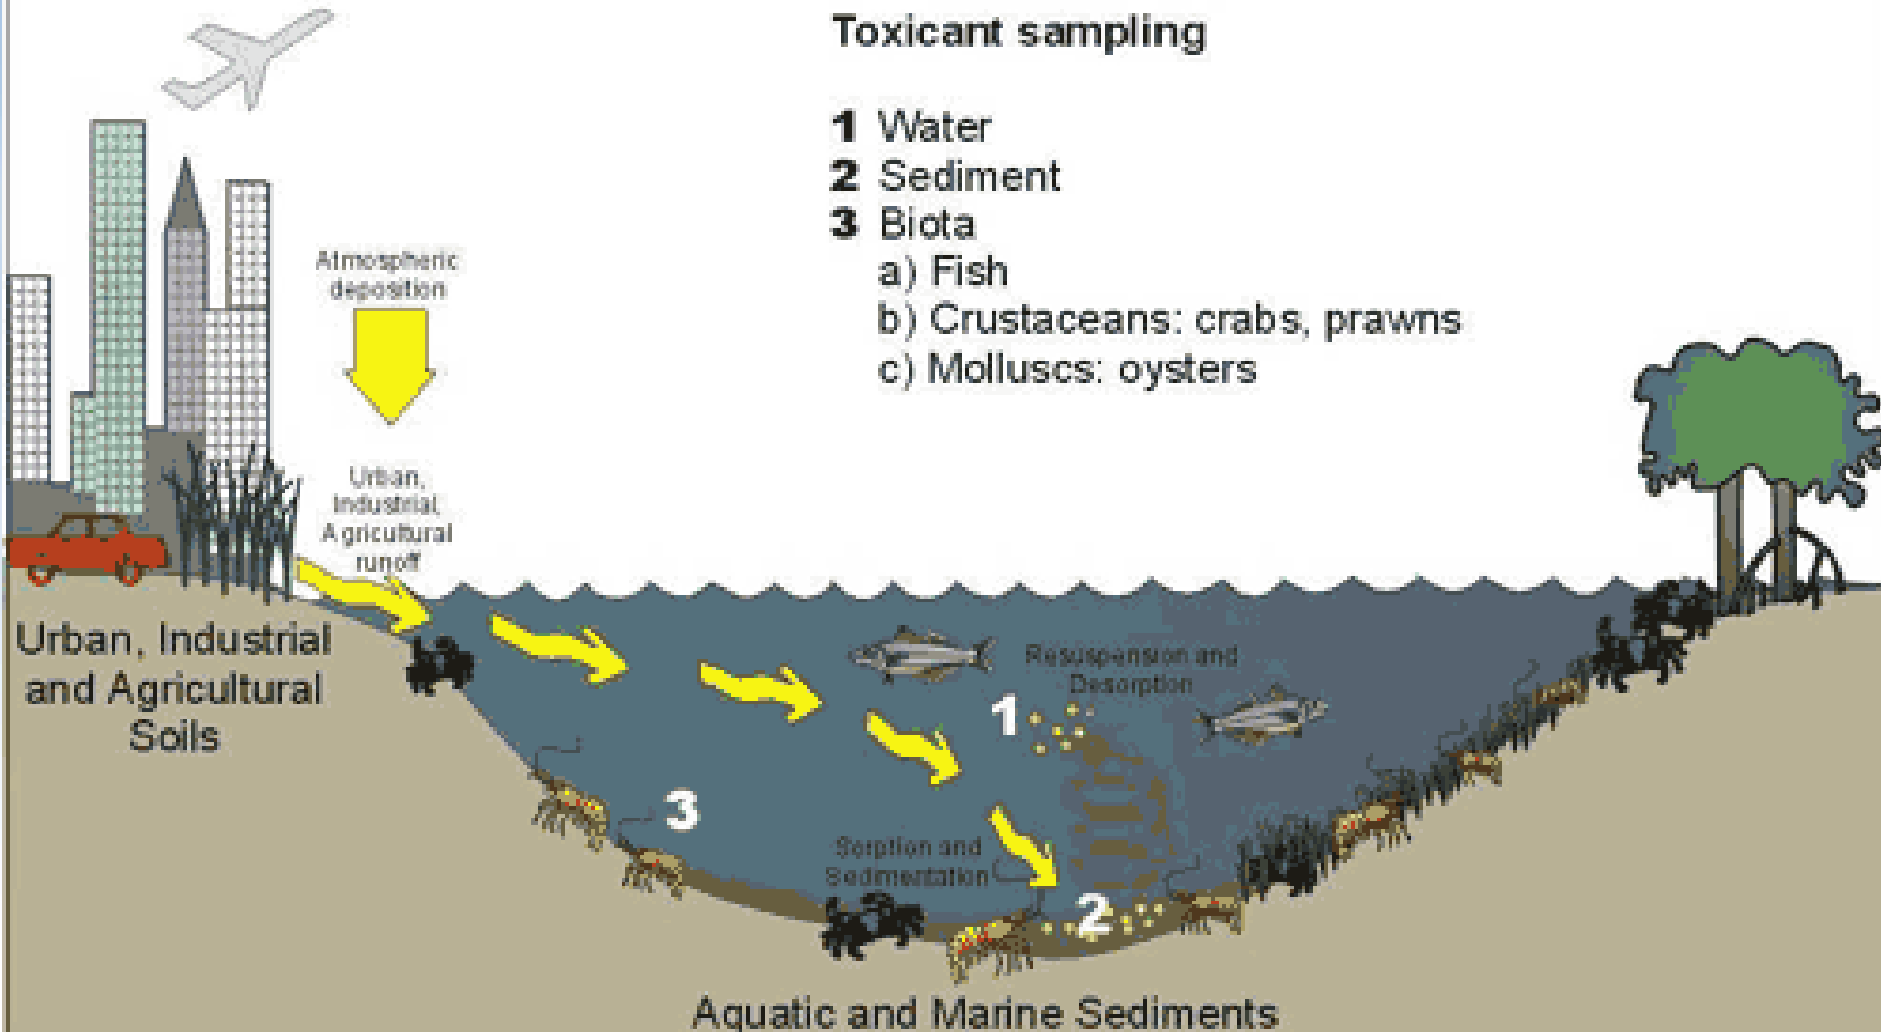 Toxicant sampling
1 Water
2 Sediment
3 Biota
a) Fish
b) Crustaceans: crabs, prawns
c) Molluscs: oysters
Atmospheric
deposition
Urban,
Industrial,
Agricultural
runoff
Urban, Industrial
and Agricultural
Soils
Resuspension and
Desorption
1
3
Sorption and
Sedimentation
2
Aquatic and Marine Sediments